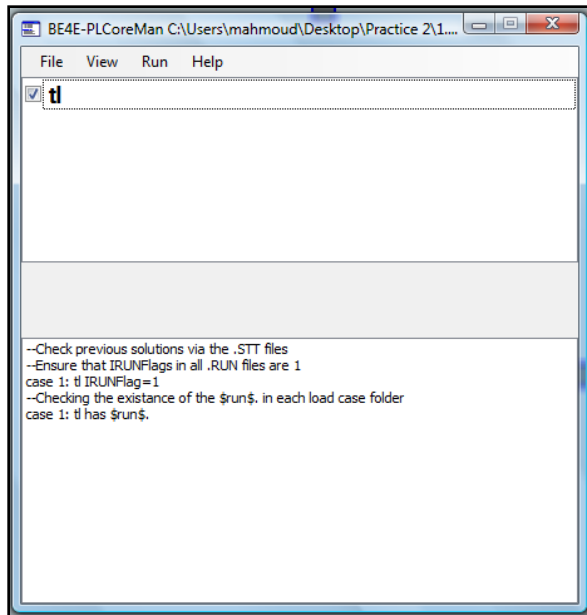 BE4E-PLCoreMan C:\Users\mahmoud\Desktop\Practice 2\1....
File View Run Help
tl
--Check previous solutions via the .STT files
--Ensure that IRUNFlags in all .RUN files are 1
case 1: tl IRUNFlag=1
--Checking the existance of the $run$. in each load case folder
case 1: tl has $run$.